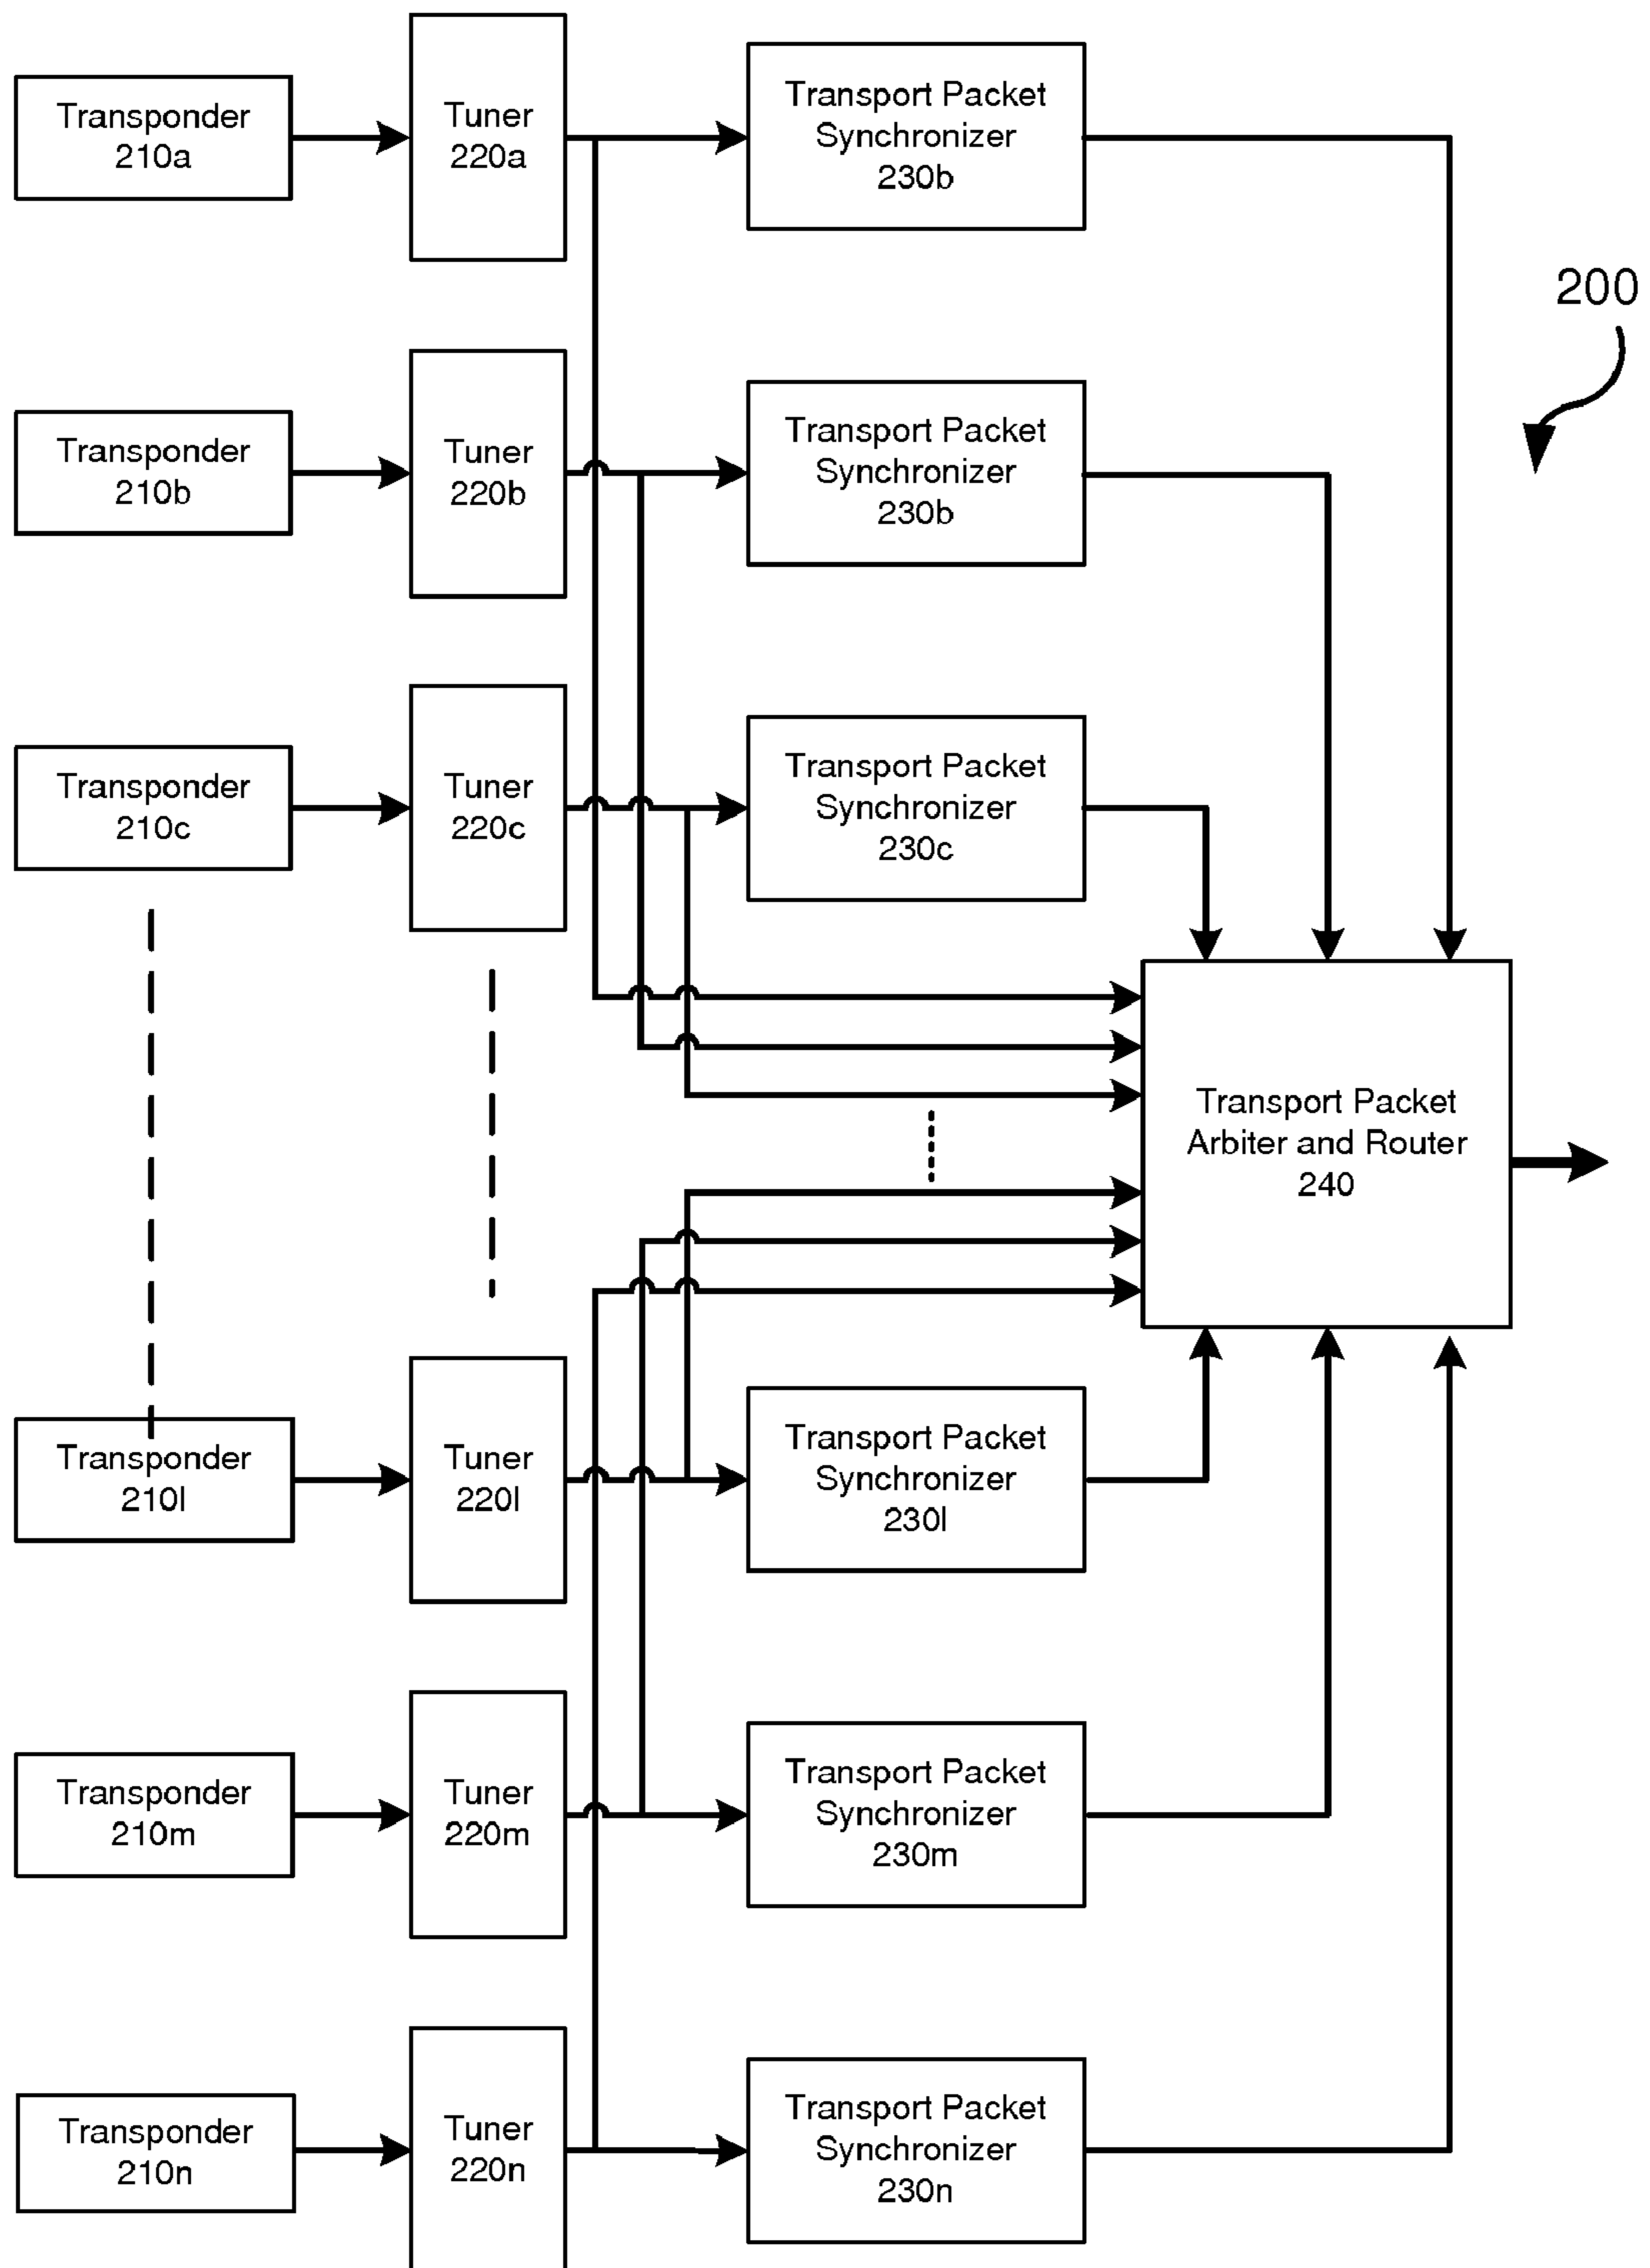 Transponder
210a
Tuner
220a
Transport Packet
Synchronizer
230b
200
Transponder
210b
Tuner
220b
Transport Packet
Synchronizer
230b
Transponder
210c
Tuner
220c
Transport Packet
Synchronizer
230c
Transport Packet
Arbiter and Router
240
Transponder
210l
Tuner
220l
Transport Packet
Synchronizer
230l
Transponder
210m
Tuner
220m
Transport Packet
Synchronizer
230m
Transponder
210n
Tuner
220n
Transport Packet
Synchronizer
230n